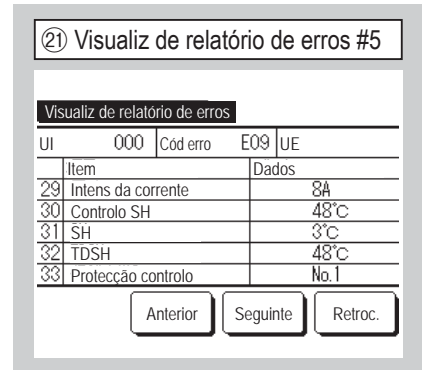 ㉑ Visualiz de relatório de erros #5
Visualiz de relatório de erros
UI 000 Cód erro E09 UE
Item Dados
29 Intens da corrente 8A
30 Controlo SH 48°C
31 SH 3°C
32 TDSH 48°C
33 Protecção controlo No.1
Anterior Seguinte Retroc.